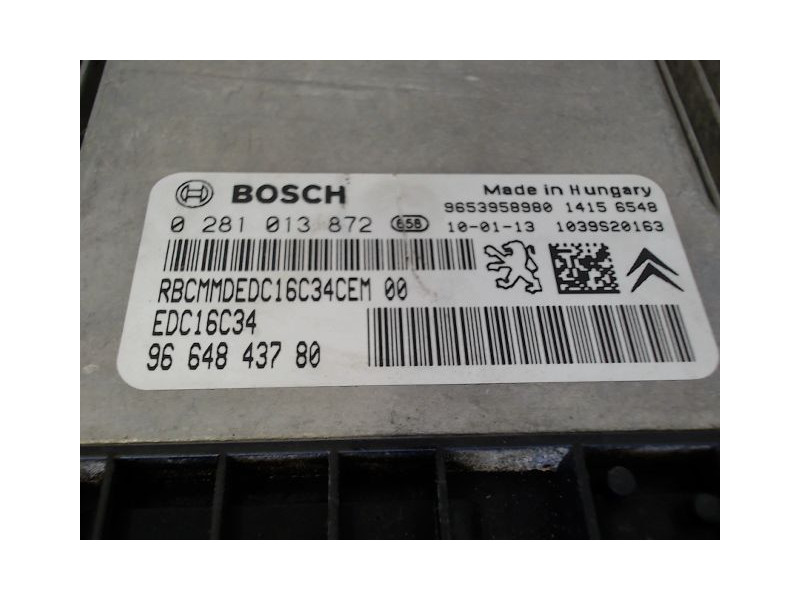 BOSCH
Made in Hungary
9653958980 1415 6548
0 281 013 872 658
10-01-13 1039S20163
RBCMMDEDC16C34CEM 00
EDC16C34
96 648 437 80